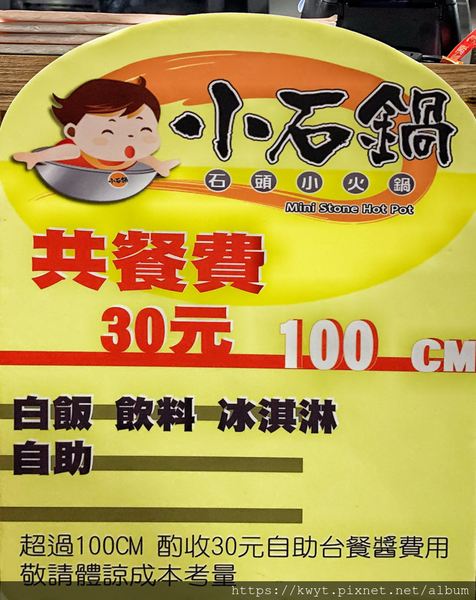 小石鍋
小石鍋
石頭小火鍋
Mini Stone Hot Pot
共餐費
30元 100 CM
白飯 飲料 冰淇淋
自助
超過100CM 酌收30元自助台餐醬費用
敬請體諒成本考量
https://kwyt.pixnet.net/album